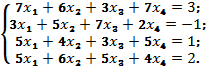 7x₁ + 6x₂ + 3x₃ + 7x₄ = 3;
3x₁ + 5x₂ + 7x₃ + 2x₄ = −1;
5x₁ + 4x₂ + 3x₃ + 5x₄ = 1;
5x₁ + 6x₂ + 5x₃ + 4x₄ = 2.